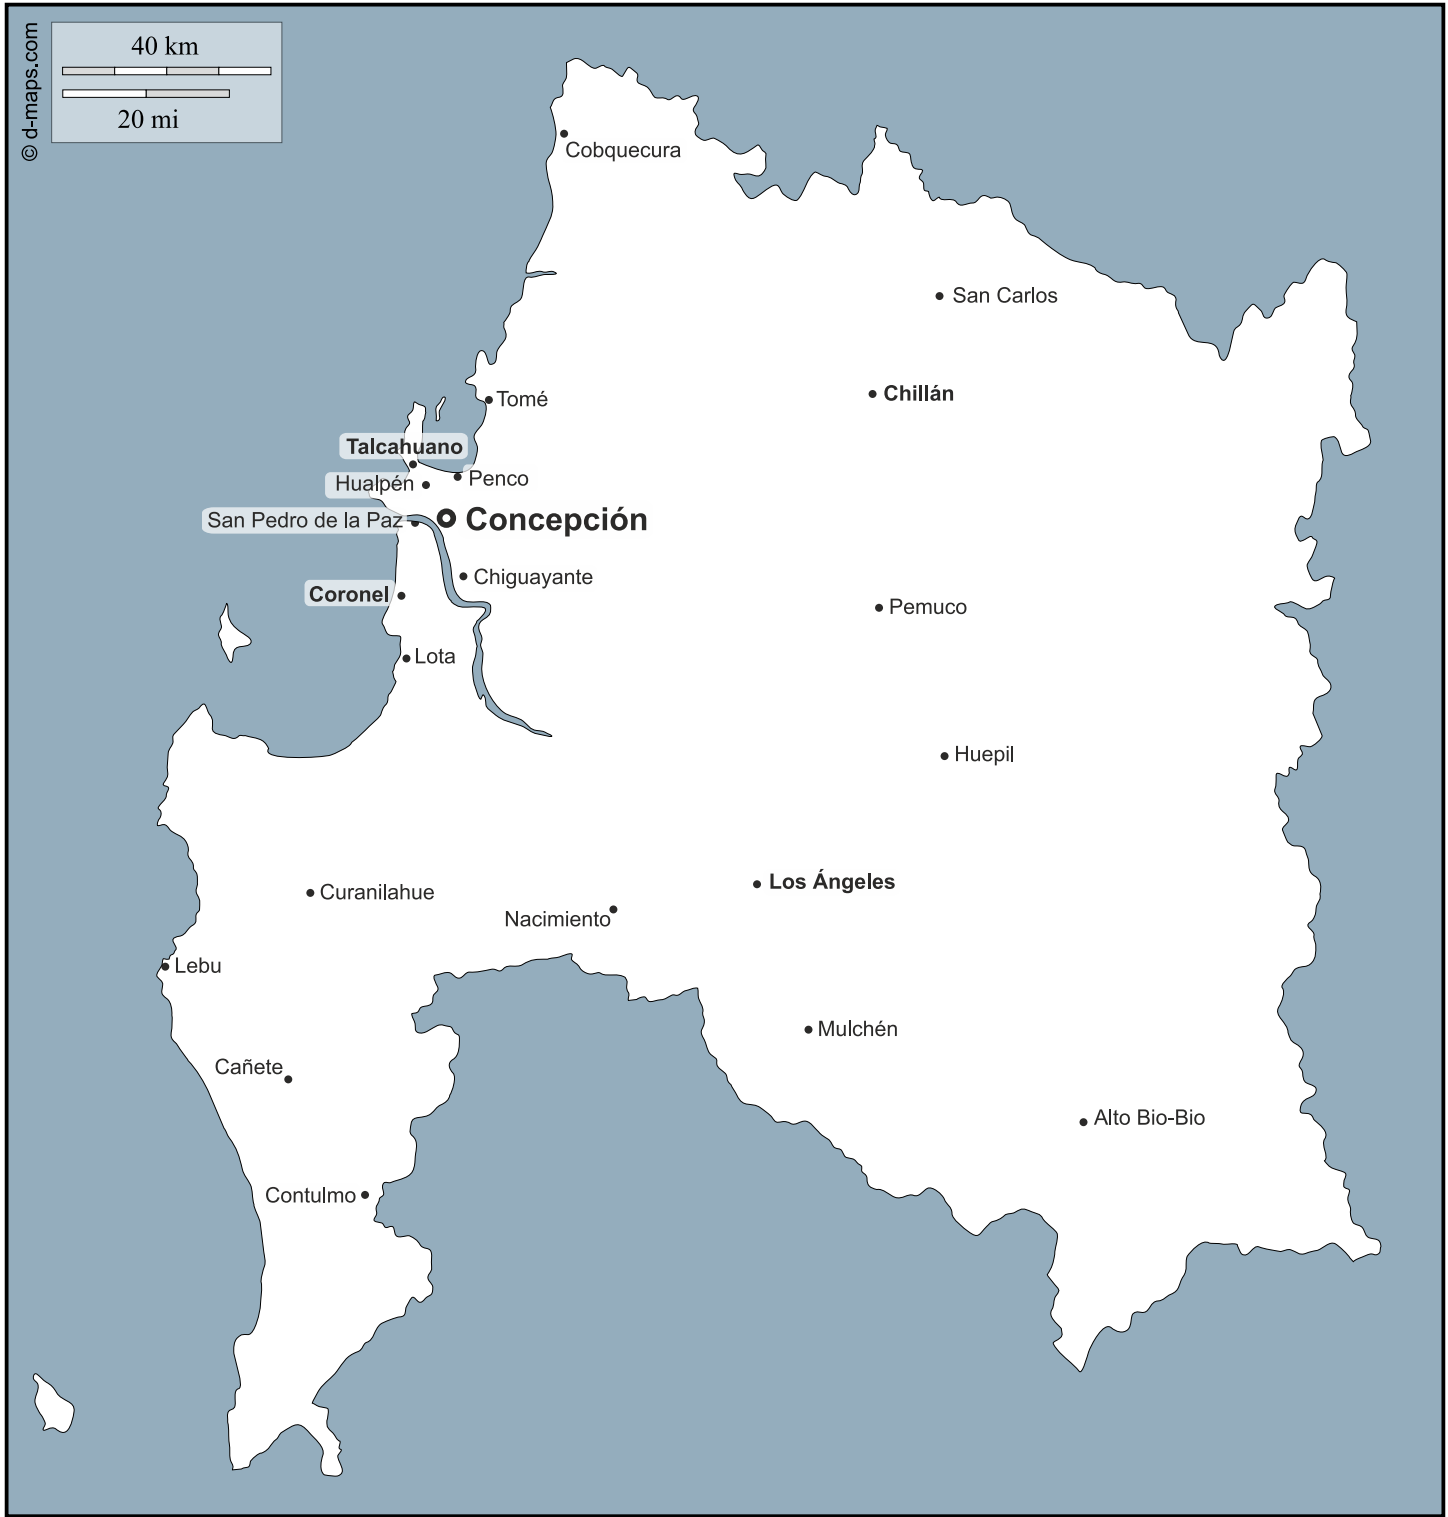 © d-maps.com
40 km
20 mi
Cobquecura
San Carlos
Chillán
Tomé
Talcahuano
Penco
Hualpén
San Pedro de la Paz
Concepción
Chiguayante
Coronel
Pemuco
Lota
Huepil
Los Ángeles
Curanilahue
Nacimiento
Lebu
Mulchén
Cañete
Alto Bio-Bio
Contulmo